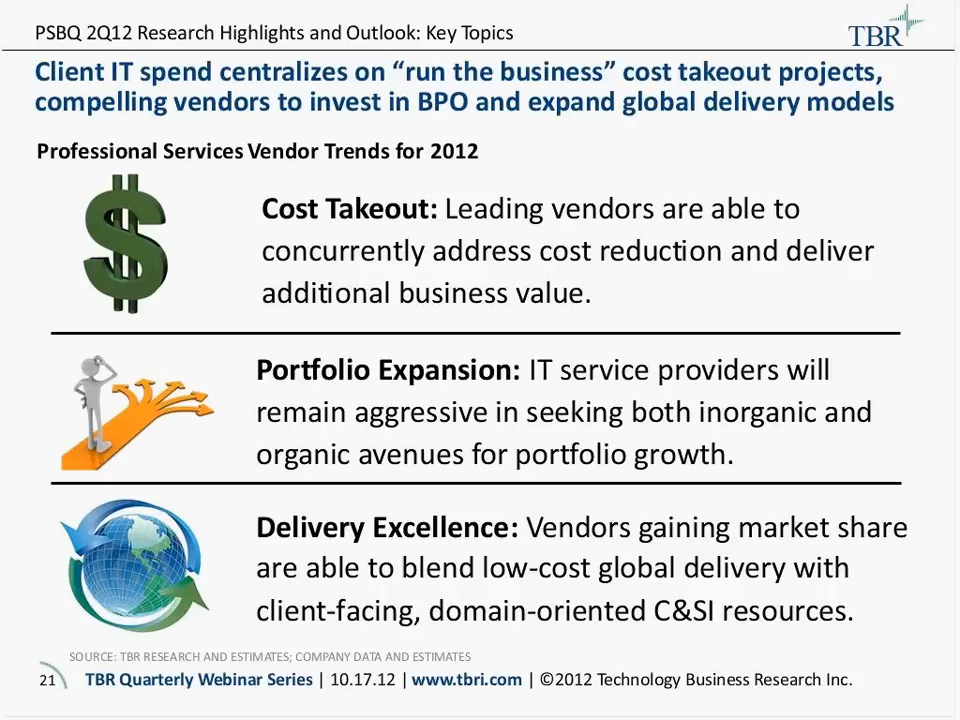 PSBQ 2Q12 Research Highlights and Outlook: Key Topics
TBR
Client IT spend centralizes on “run the business” cost takeout projects,
compelling vendors to invest in BPO and expand global delivery models
Professional Services Vendor Trends for 2012
$
Cost Takeout: Leading vendors are able to
concurrently address cost reduction and deliver
additional business value.
Portfolio Expansion: IT service providers will
remain aggressive in seeking both inorganic and
organic avenues for portfolio growth.
Delivery Excellence: Vendors gaining market share
are able to blend low-cost global delivery with
client-facing, domain-oriented C&SI resources.
SOURCE: TBR RESEARCH AND ESTIMATES; COMPANY DATA AND ESTIMATES
21 TBR Quarterly Webinar Series | 10.17.12 | www.tbri.com | ©2012 Technology Business Research Inc.